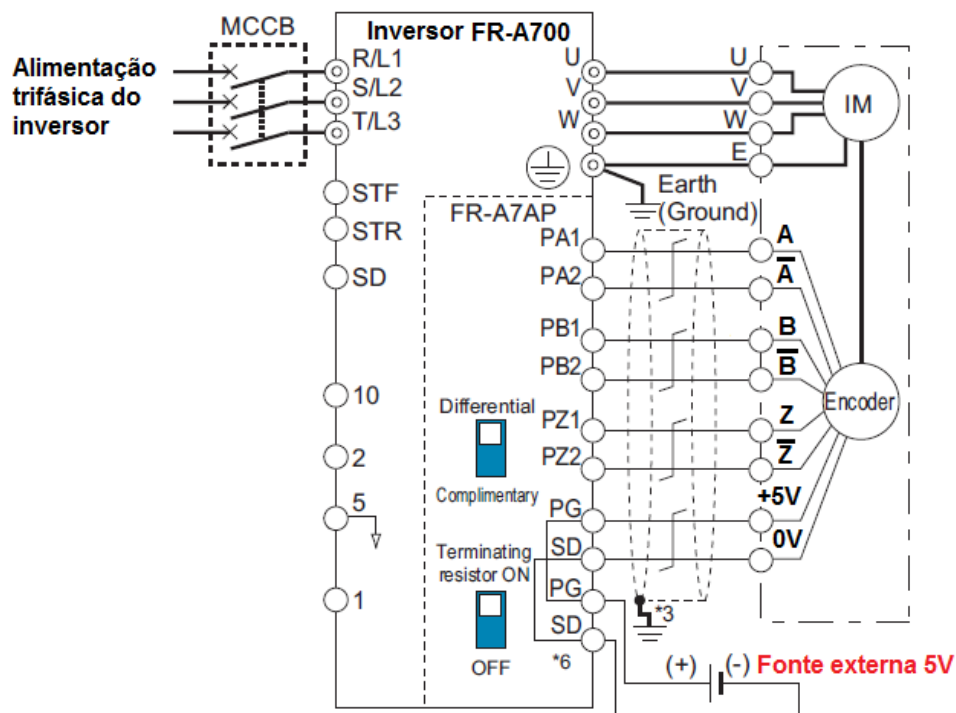 MCCB
Inversor FR-A700
Alimentação
trifásica do
inversor
R/L1
S/L2
T/L3
U
V
W
U
V
W
E
IM
Earth
(Ground)
STF
STR
SD
10
2
5
1
FR-A7AP
PA1
PA2
PB1
PB2
PZ1
PZ2
PG
SD
PG
SD
*6
A
A
B
B
Z
Z
+5V
0V
Encoder
Differential
Complimentary
Terminating
resistor ON
OFF
*3
(+)
(-)
Fonte externa 5V